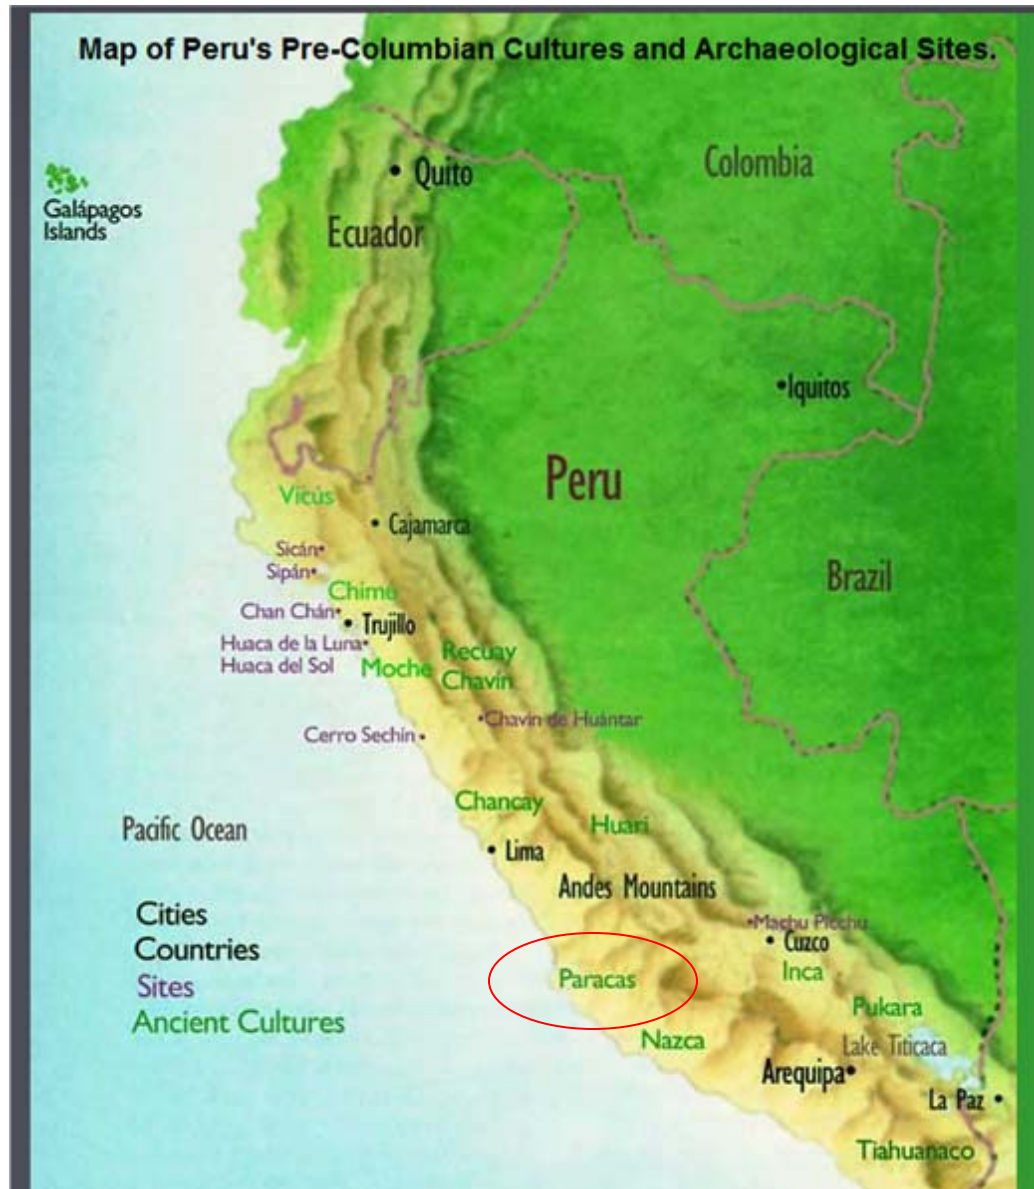 Map of Peru's Pre-Columbian Cultures and Archaeological Sites.
Colombia
Quito
Galápagos
Islands
Ecuador
Iquitos
Peru
Vicús
Cajamarca
Sicán
Sipán
Brazil
Chimú
Chan Chán
Trujillo
Huaca de la Luna
Huaca del Sol
Moche
Recuay
Chavín
Chavín de Huántar
Cerro Sechín
Chancay
Huari
Pacific Ocean
Lima
Andes Mountains
Cities
Countries
Sites
Ancient Cultures
Machu Picchu
Cuzco
Inca
Paracas
Pukara
Nazca
Lake Titicaca
Arequipa
La Paz
Tiahuanaco